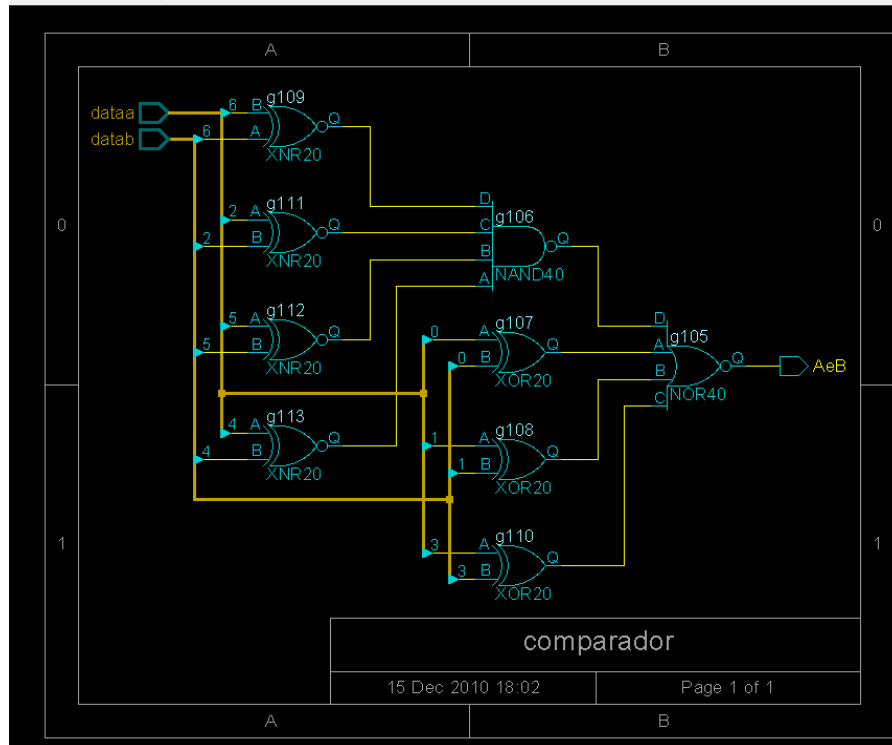 A B
g109
dataa 6 B Q
datab 6 A
XNR20
D
g111
2 A Q C g106
0 2 B B Q 0
XNR20 A NAND40
g112 g107 D
5 A Q 0 A Q g105
5 B 0 B A Q AeB
XNR20 XOR20 B
C NOR40
g113 g108
4 A Q 1 A Q
4 B 1 B
XNR20 XOR20
g110
1 3 A Q 1
3 B
XOR20
comparador
15 Dec 2010 18:02 Page 1 of 1
A B